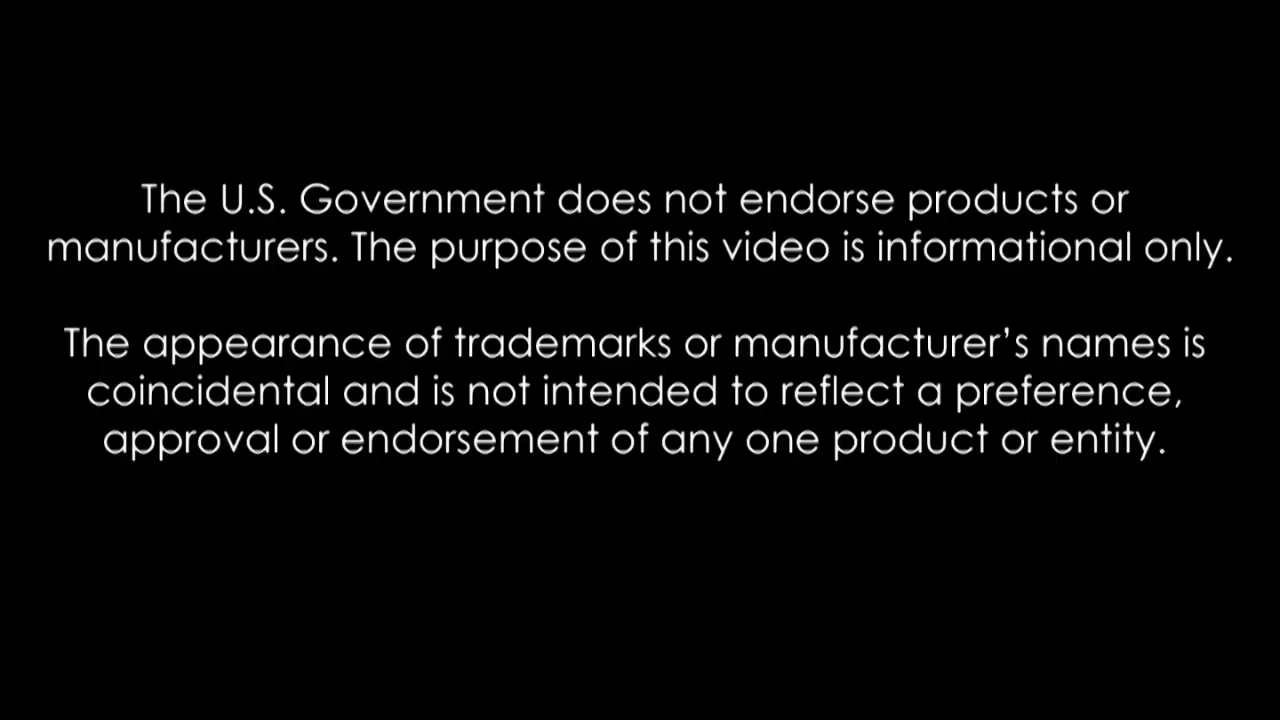 The U.S. Government does not endorse products or
manufacturers. The purpose of this video is informational only.
The appearance of trademarks or manufacturer’s names is
coincidental and is not intended to reflect a preference,
approval or endorsement of any one product or entity.